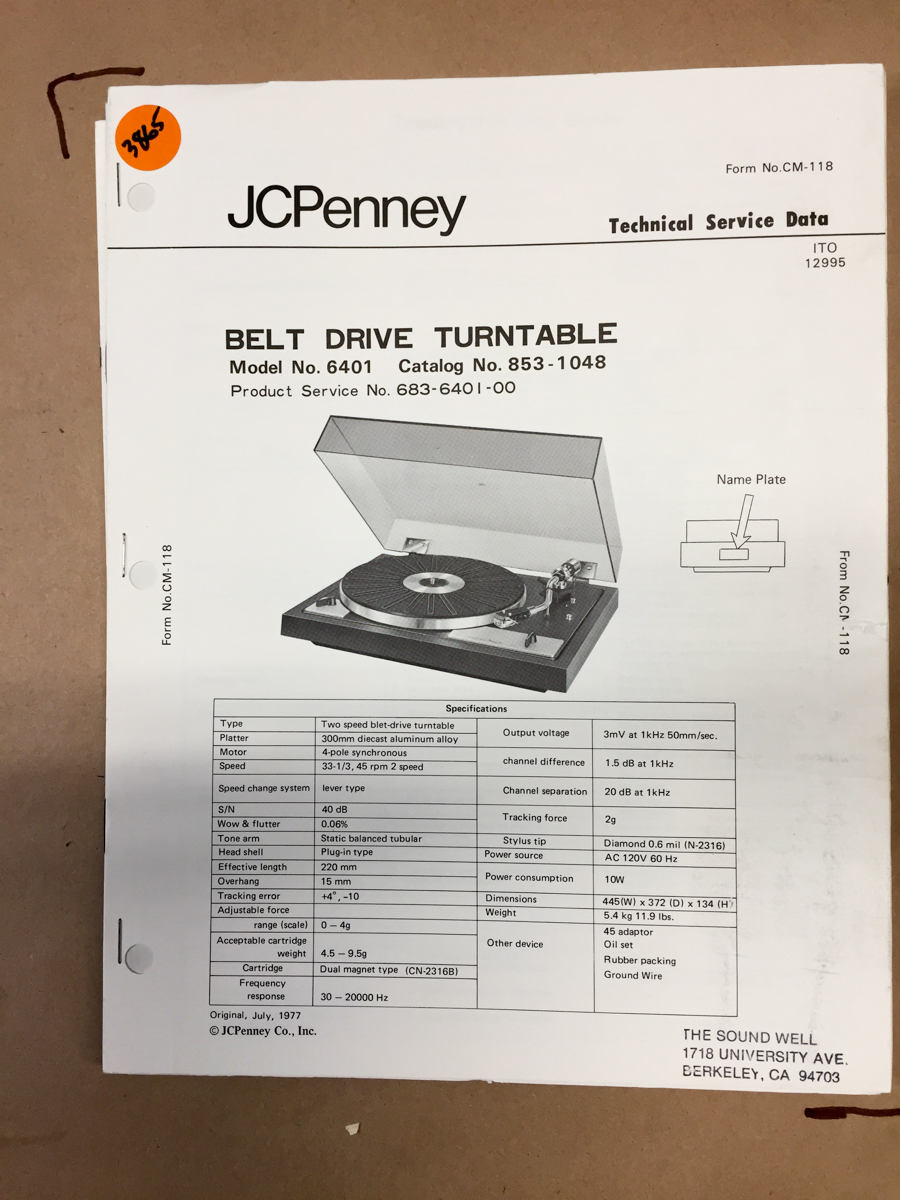 3865
Form No.CM-118
JCPenney
Technical Service Data
ITO
12995
BELT DRIVE TURNTABLE
Model No. 6401 Catalog No. 853-1048
Product Service No. 683-6401-00
Name Plate
Form No.CM-118
From No.CM-118
Specifications
Type Two speed blet-drive turntable
Platter 300mm diecast aluminum alloy
Motor 4-pole synchronous
Speed 33-1/3, 45 rpm 2 speed
Speed change system lever type
S/N 40 dB
Wow & flutter 0.06%
Tone arm Static balanced tubular
Head shell Plug-in type
Effective length 220 mm
Overhang 15 mm
Tracking error +4°, -10
Adjustable force
range (scale) 0 – 4g
Acceptable cartridge
weight 4.5 – 9.5g
Cartridge Dual magnet type (CN-2316B)
Frequency
response 30 – 20000 Hz
Output voltage 3mV at 1kHz 50mm/sec.
channel difference 1.5 dB at 1kHz
Channel separation 20 dB at 1kHz
Tracking force 2g
Stylus tip Diamond 0.6 mil (N-2316)
Power source AC 120V 60 Hz
Power consumption 10W
Dimensions 445(W) x 372 (D) x 134 (H)
Weight 5.4 kg 11.9 lbs.
Other device 45 adaptor
Oil set
Rubber packing
Ground Wire
Original, July, 1977
© JCPenney Co., Inc.
THE SOUND WELL
1718 UNIVERSITY AVE.
BERKELEY, CA 94703